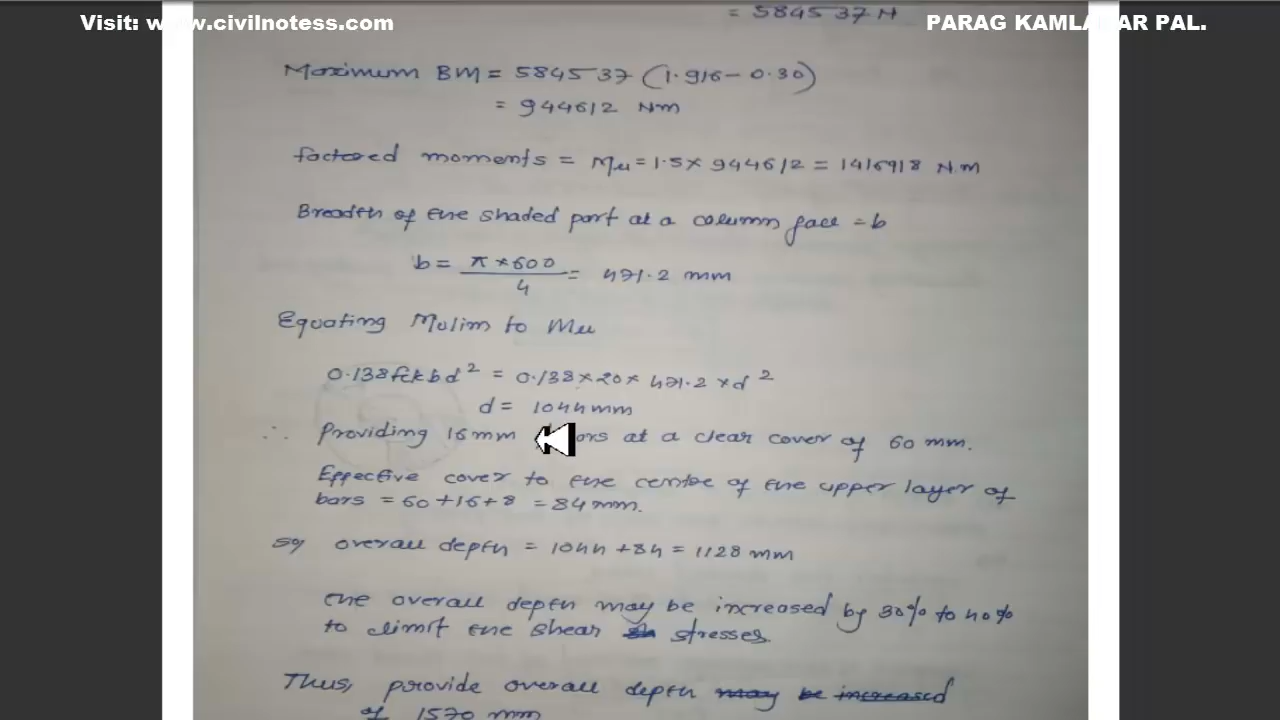 Visit: www.civilnotess.com
PARAG KAMLAKAR PAL.
= 584537 N
Maximum BM = 584537 (1.916 - 0.30)
= 944612 Nm
factored moments = Mu = 1.5 × 944612 = 1416918 N.m
Breadth of the shaded part at a column face = b
b = π × 600 / 4 = 471.2 mm
Equating Mulim to Mu
0.138 fck b d² = 0.138 × 20 × 471.2 × d²
d = 1044 mm
∴ Providing 16 mm at a clear cover of 60 mm.
Effective cover to the centre of the upper layer of
bars = 60 + 16 + 8 = 84 mm.
so, overall depth = 1044 + 84 = 1128 mm
the overall depth may be increased by 30% to 40%
to limit the shear stresses.
Thus, provide overall depth may be increased
of 1570 mm